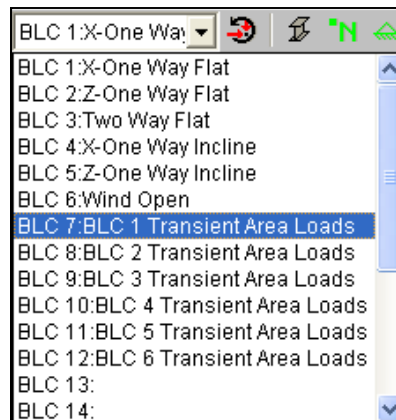 BLC 1:X-One Way
N
BLC 1:X-One Way Flat
BLC 2:Z-One Way Flat
BLC 3:Two Way Flat
BLC 4:X-One Way Incline
BLC 5:Z-One Way Incline
BLC 6:Wind Open
BLC 7:BLC 1 Transient Area Loads
BLC 8:BLC 2 Transient Area Loads
BLC 9:BLC 3 Transient Area Loads
BLC 10:BLC 4 Transient Area Loads
BLC 11:BLC 5 Transient Area Loads
BLC 12:BLC 6 Transient Area Loads
BLC 13:
BLC 14: